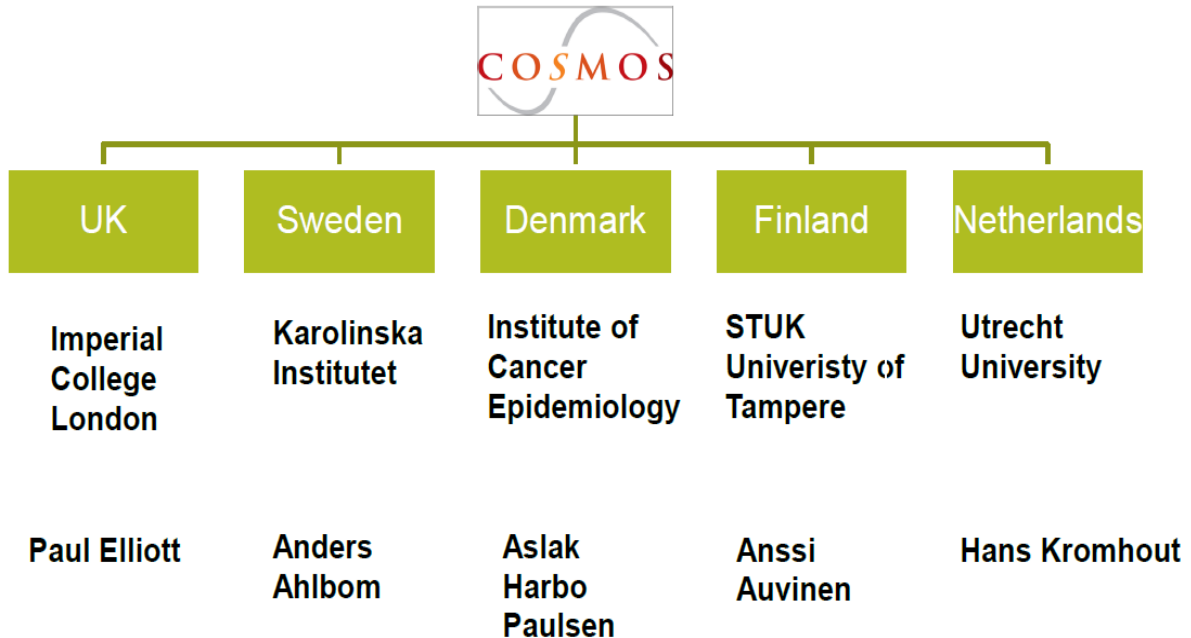 COSMOS
UK
Sweden
Denmark
Finland
Netherlands
Imperial
College
London
Karolinska
Institutet
Institute of
Cancer
Epidemiology
STUK
Univeristy of
Tampere
Utrecht
University
Paul Elliott
Anders
Ahlbom
Aslak
Harbo
Paulsen
Anssi
Auvinen
Hans Kromhout